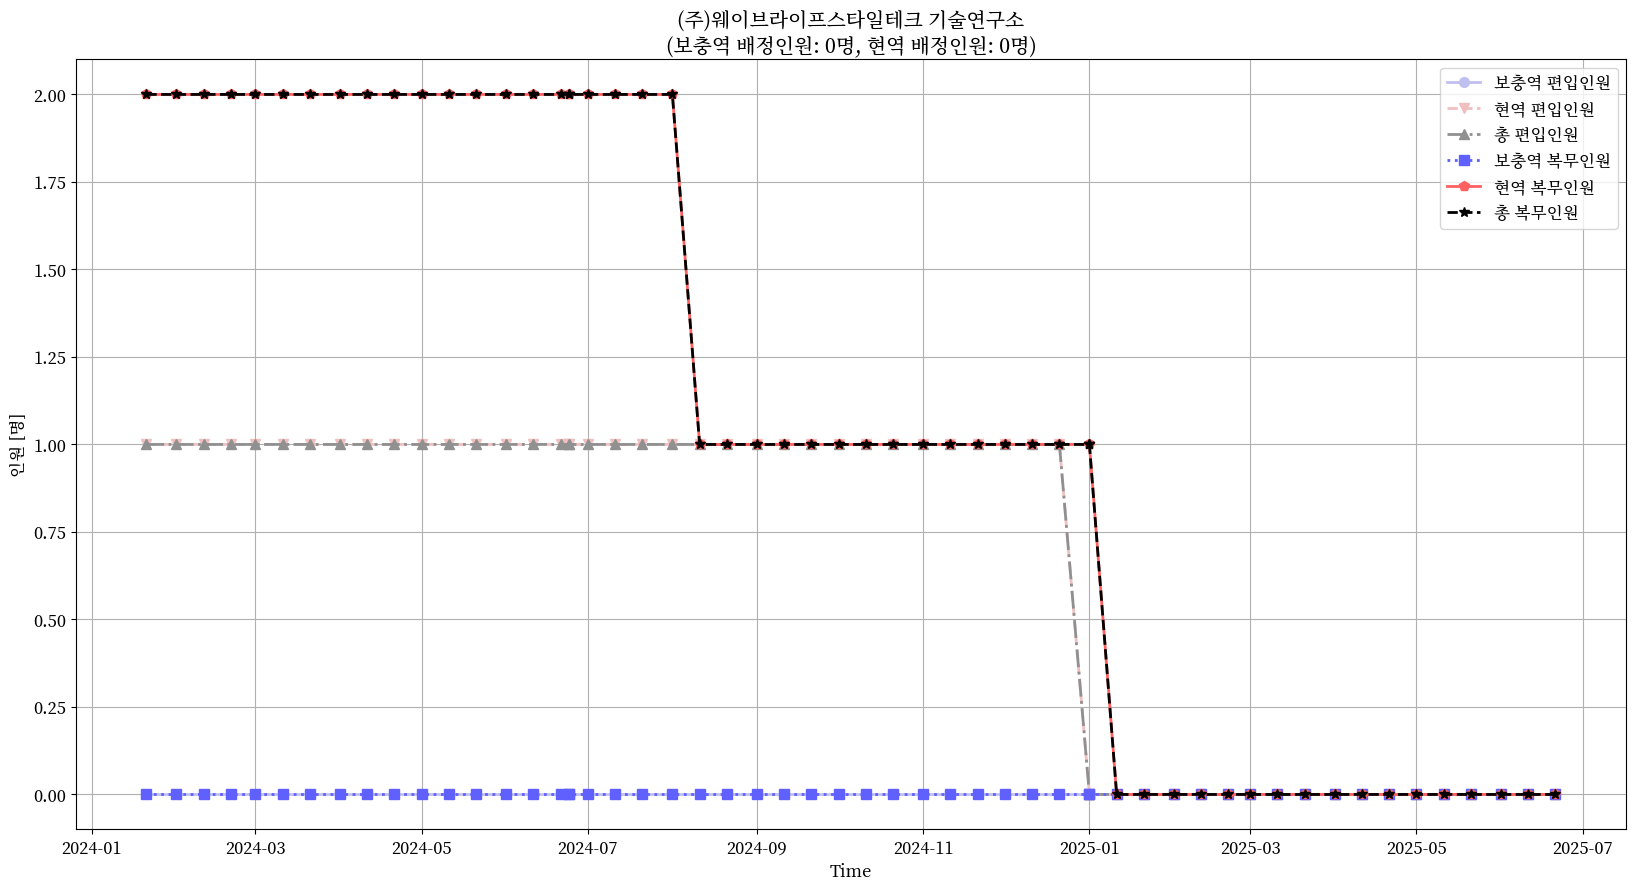 (주)웨이브라이프스타일테크 기술연구소
(보충역 배정인원: 0명, 현역 배정인원: 0명)
보충역 편입인원
현역 편입인원
총 편입인원
보충역 복무인원
현역 복무인원
총 복무인원
인원 [명]
2.00
1.75
1.50
1.25
1.00
0.75
0.50
0.25
0.00
2024-01
2024-03
2024-05
2024-07
2024-09
2024-11
2025-01
2025-03
2025-05
2025-07
Time